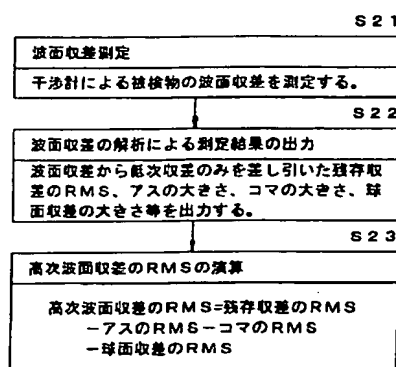 S21
波面収差測定
干渉計による被検物の波面収差を測定する。
S22
波面収差の解析による測定結果の出力
波面収差から低次収差のみを差し引いた残存収
差のRMS、アスの大きさ、コマの大きさ、球
面収差の大きさ等を出力する。
S23
高次波面収差のRMSの演算
高次波面収差のRMS=残存収差のRMS
−アスのRMS−コマのRMS
−球面収差のRMS